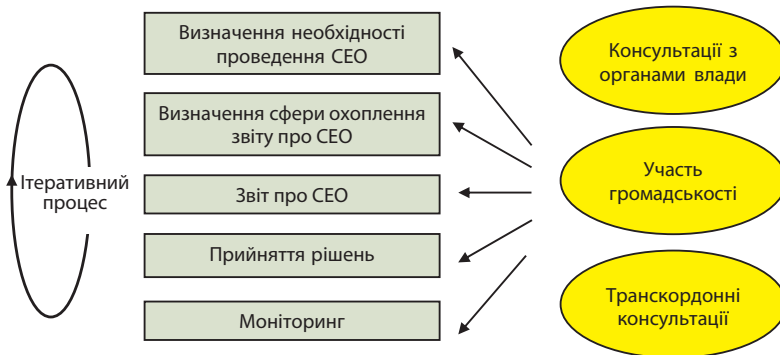 Визначення необхідності
проведення СЕО
Визначення сфери охоплення
звіту про СЕО
Звіт про СЕО
Прийняття рішень
Моніторинг
Ітеративний
процес
Консультації з
органами влади
Участь
громадськості
Транскордонні
консультації